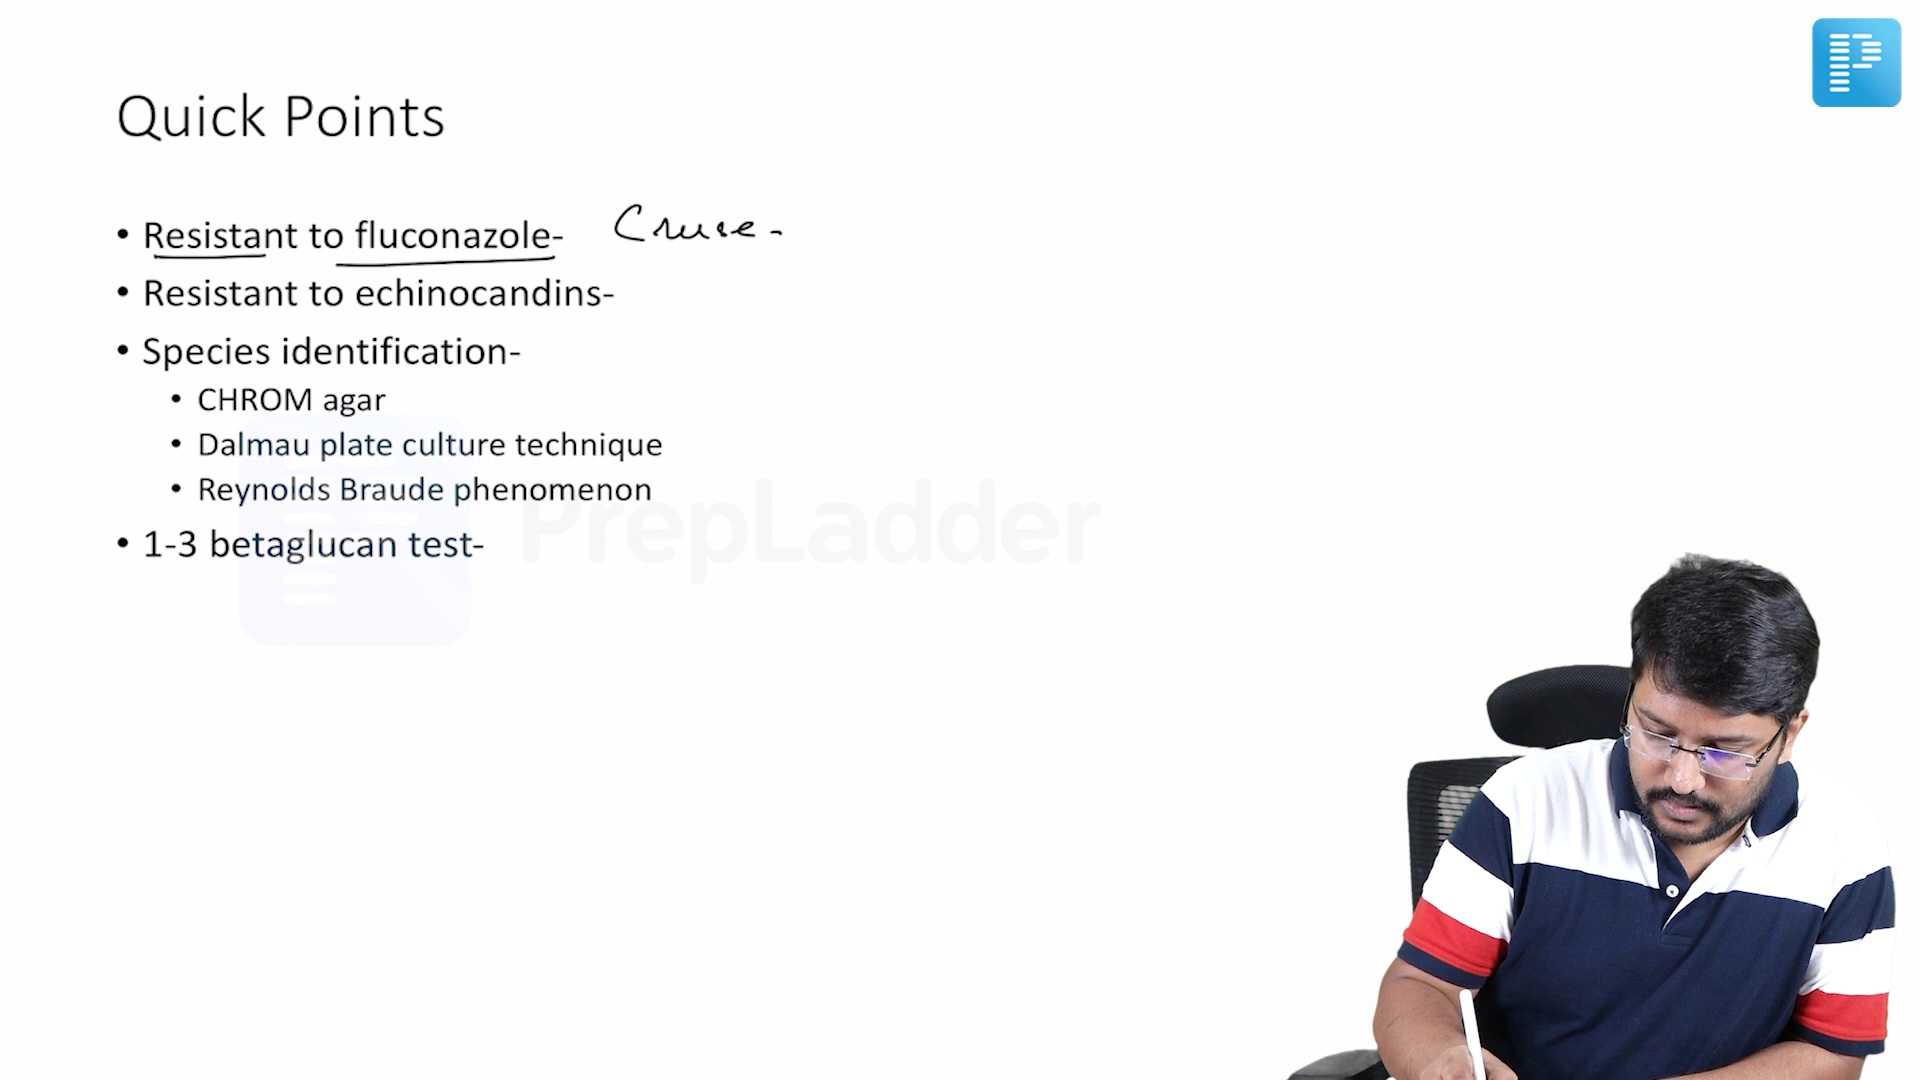 Quick Points
• Resistant to fluconazole- Cruse-
• Resistant to echinocandins-
• Species identification-
• CHROM agar
• Dalmau plate culture technique
• Reynolds Braude phenomenon
• 1-3 betaglucan test-
PrepLadder